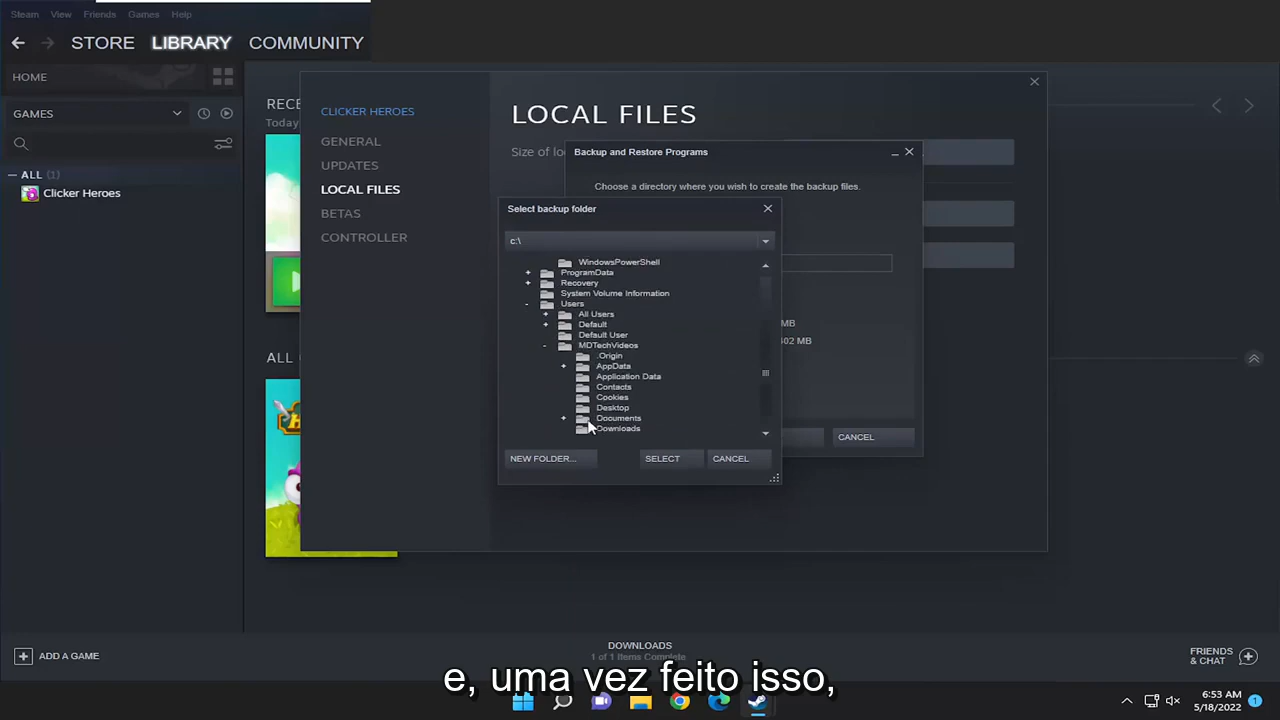 Steam View Friends Games Help
STORE LIBRARY COMMUNITY
HOME
GAMES
ALL (1)
Clicker Heroes
Today
CLICKER HEROES
GENERAL
UPDATES
LOCAL FILES
BETAS
CONTROLLER
LOCAL FILES
Size of lo
Backup and Restore Programs
Choose a directory where you wish to create the backup files.
MB
CANCEL
Select backup folder
c:\
WindowsPowerShell
ProgramData
Recovery
System Volume Information
Users
All Users
Default
Default User
MDTechVideos
.Origin
AppData
Application Data
Contacts
Cookies
Desktop
Documents
Downloads
NEW FOLDER... SELECT CANCEL
ADD A GAME
DOWNLOADS
1 of 1 Items Complete
FRIENDS
& CHAT
e, uma vez feito isso,
6:53 AM
5/18/2022
1